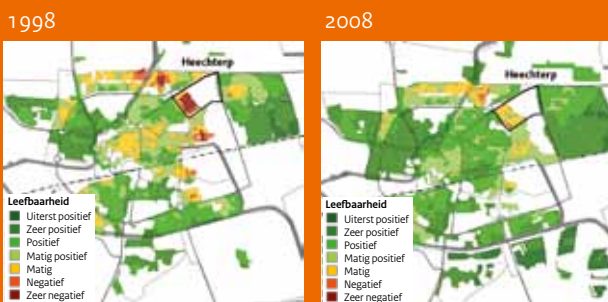 1998
2008
Heechterp
Leefbaarheid
Uiterst positief
Zeer positief
Positief
Matig positief
Matig
Negatief
Zeer negatief
Heechterp
Leefbaarheid
Uiterst positief
Zeer positief
Positief
Matig positief
Matig
Negatief
Zeer negatief